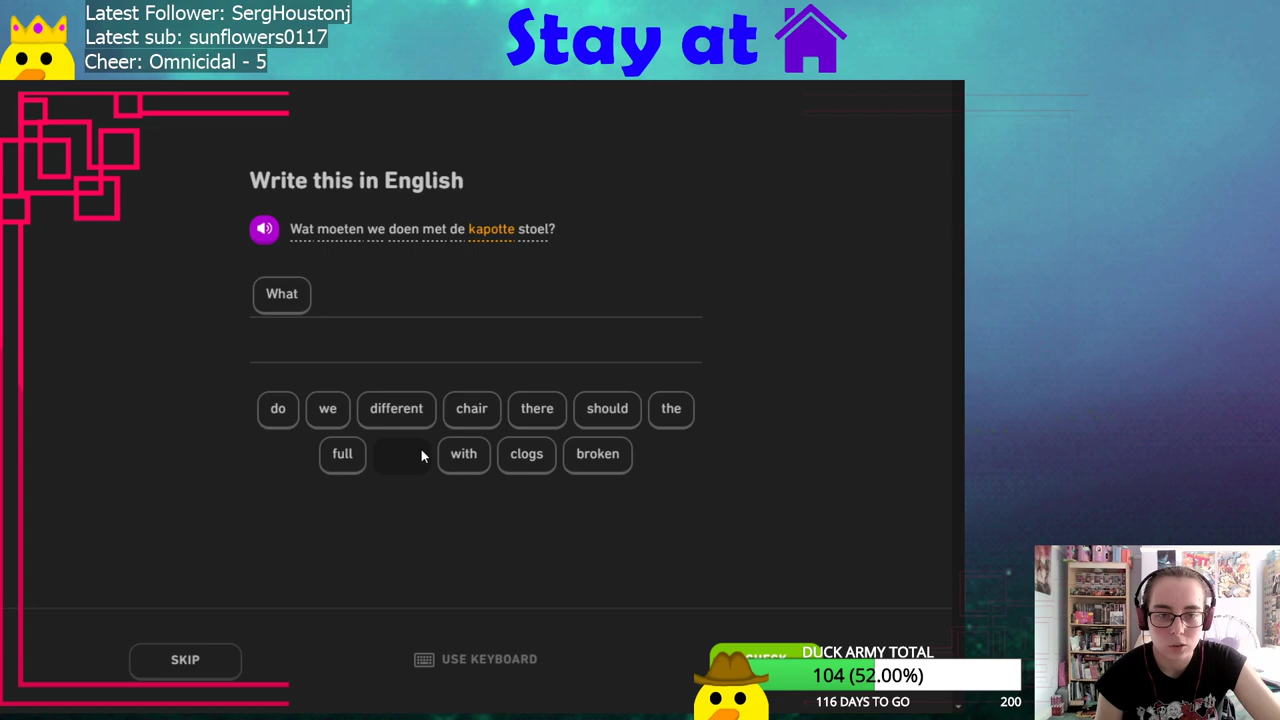 Latest Follower: SergHoustonj
Latest sub: sunflowers0117
Cheer: Omnicidal - 5
Stay at
Write this in English
Wat moeten we doen met de kapotte stoel?
What
do we different chair there should the
full with clogs broken
SKIP
USE KEYBOARD
CHECK
DUCK ARMY TOTAL
104 (52.00%)
116 DAYS TO GO
200